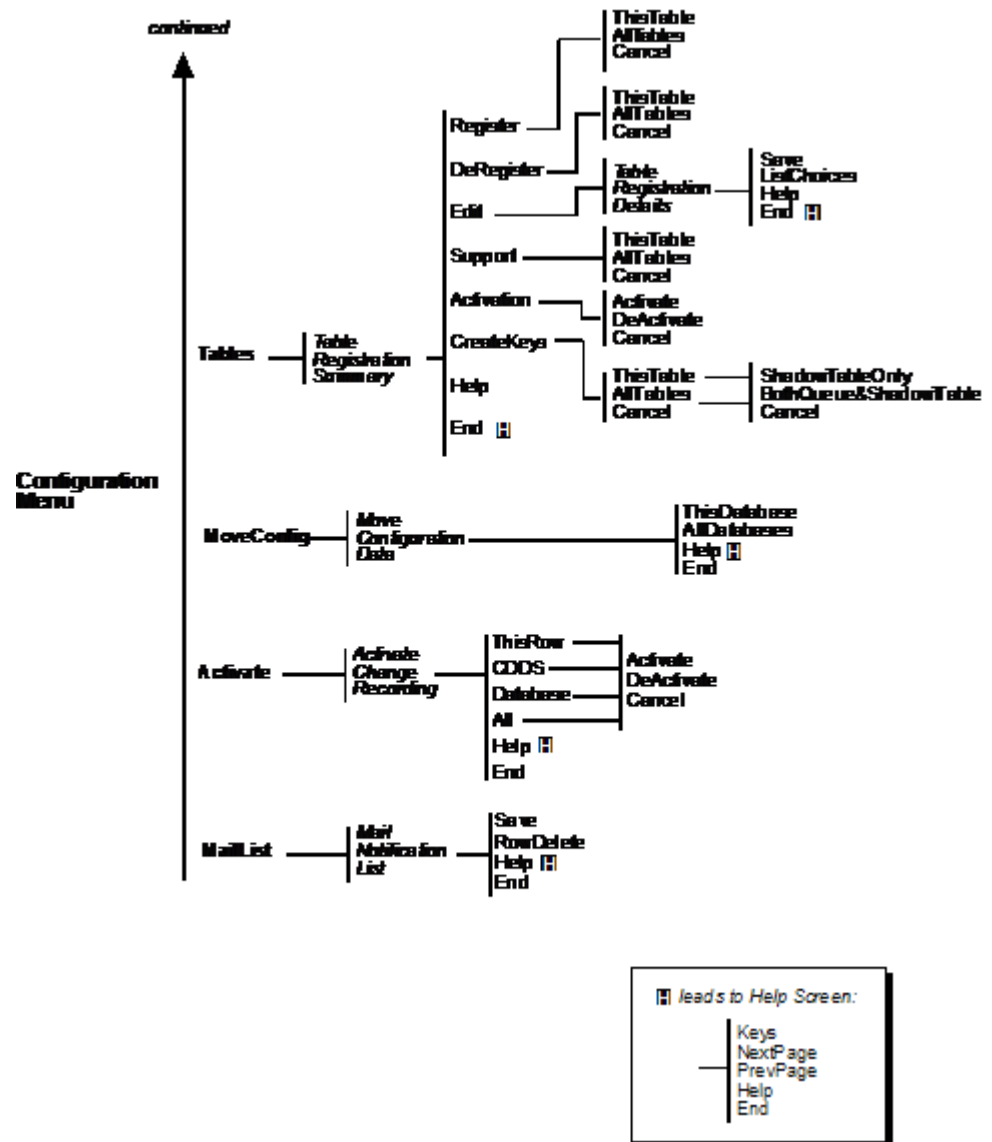 continued
ThisTable
AllTables
Cancel
Register
ThisTable
AllTables
Cancel
DeRegister
Table
Registration
Details
Save
ListChoices
Help
End H
Edit
Support
ThisTable
AllTables
Cancel
Activation
Activate
DeActivate
Cancel
Tables
Table
Registration
Summary
CreateKeys
ThisTable
AllTables
Cancel
ShadowTableOnly
BothQueue&ShadowTable
Cancel
Help
End H
Configuration
Menu
MoveConfig
Move
Configuration
Data
ThisDatabase
AllDatabases
Help H
End
Activate
Activate
Change
Recording
ThisRow
CDDS
Database
All
Help H
End
Activate
DeActivate
Cancel
MailList
Mail
Notification
List
Save
RowDelete
Help H
End
H leads to Help Screen:
Keys
NextPage
PrevPage
Help
End